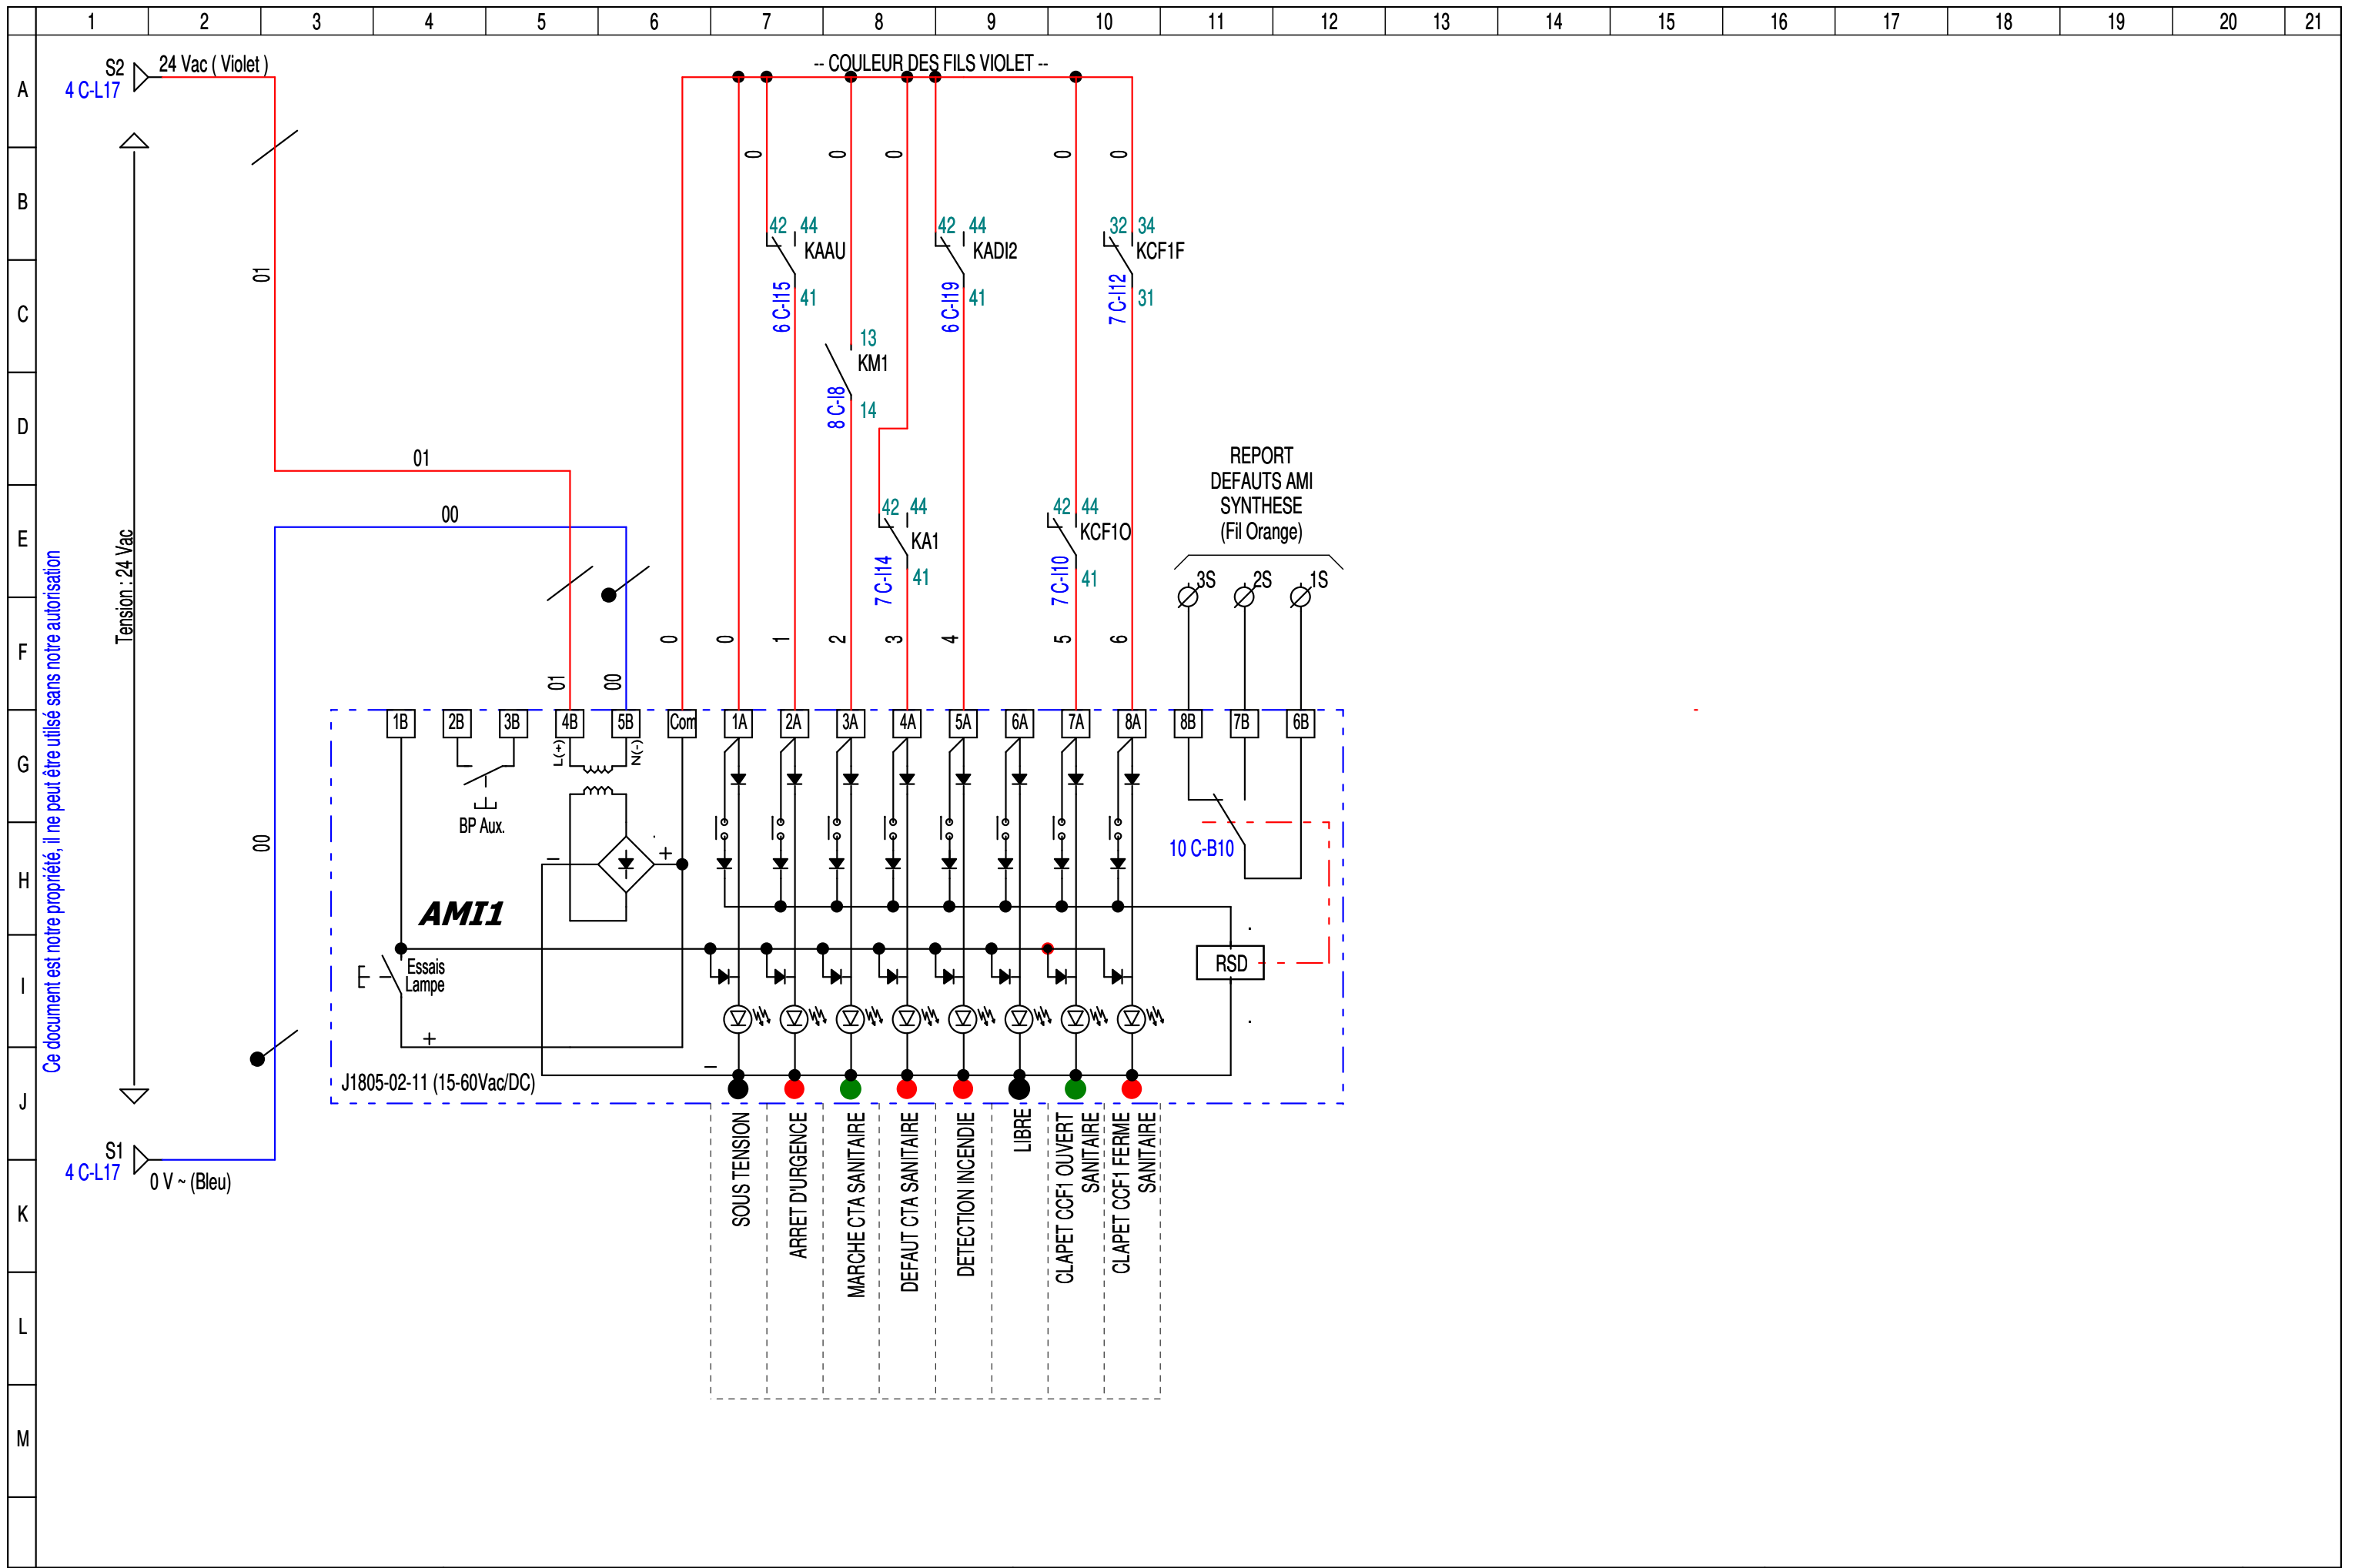 1 2 3 4 5 6 7 8 9 10 11 12 13 14 15 16 17 18 19 20 21
A
B
C
D
E
F
G
H
I
J
K
L
M
S2
24 Vac ( Violet )
4 C-L17
-- COULEUR DES FILS VIOLET --
0 0 0 0 0
42 44
KAAU
6 C-I15
41
42 44
KADI2
6 C-I19
41
32 34
KCF1F
7 C-I12
31
01
13
KM1
8 C-I8
14
01
00
42 44
KA1
7 C-I14
41
42 44
KCF1O
7 C-I10
41
REPORT
DEFAUTS AMI
SYNTHESE
(Fil Orange)
3S 2S 1S
Tension : 24 Vac
Ce document est notre propriété, il ne peut être utilisé sans notre autorisation
01 00 0 0 1 2 3 4 5 6
1B 2B 3B 4B 5B Com 1A 2A 3A 4A 5A 6A 7A 8A 8B 7B 6B
L(+)
N(-)
BP Aux.
00
+
–
10 C-B10
AMI1
Essais
Lampe
RSD
+
–
J1805-02-11 (15-60Vac/DC)
S1
4 C-L17
0 V ~ (Bleu)
SOUS TENSION
ARRET D'URGENCE
MARCHE CTA SANITAIRE
DEFAUT CTA SANITAIRE
DETECTION INCENDIE
LIBRE
CLAPET CCF1 OUVERT
SANITAIRE
CLAPET CCF1 FERME
SANITAIRE